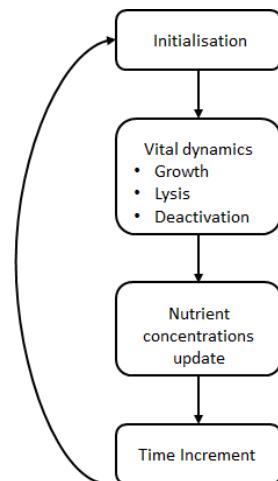 Initialisation
Vital dynamics
• Growth
• Lysis
• Deactivation
Nutrient
concentrations
update
Time Increment